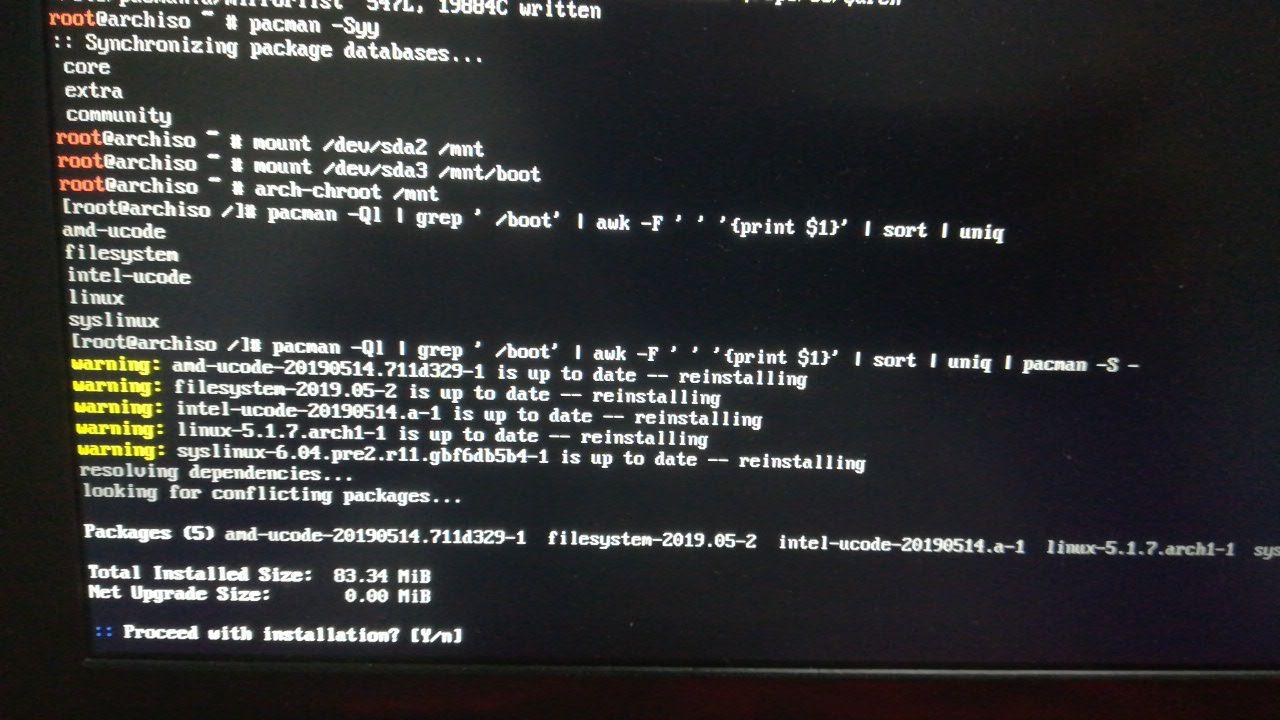 547L, 19884C written
root@archiso ~ # pacman -Syy
:: Synchronizing package databases...
core
extra
community
root@archiso ~ # mount /dev/sda2 /mnt
root@archiso ~ # mount /dev/sda3 /mnt/boot
root@archiso ~ # arch-chroot /mnt
[root@archiso /]# pacman -Ql | grep ' /boot' | awk -F ' ' '{print $1}' | sort | uniq
amd-ucode
filesystem
intel-ucode
linux
syslinux
[root@archiso /]# pacman -Ql | grep ' /boot' | awk -F ' ' '{print $1}' | sort | uniq | pacman -S -
warning: amd-ucode-20190514.711d329-1 is up to date -- reinstalling
warning: filesystem-2019.05-2 is up to date -- reinstalling
warning: intel-ucode-20190514.a-1 is up to date -- reinstalling
warning: linux-5.1.7.arch1-1 is up to date -- reinstalling
warning: syslinux-6.04.pre2.r11.gbf6db5b4-1 is up to date -- reinstalling
resolving dependencies...
looking for conflicting packages...
Packages (5) amd-ucode-20190514.711d329-1 filesystem-2019.05-2 intel-ucode-20190514.a-1 linux-5.1.7.arch1-1 sys
Total Installed Size: 83.34 MiB
Net Upgrade Size: 0.00 MiB
:: Proceed with installation? [Y/n]